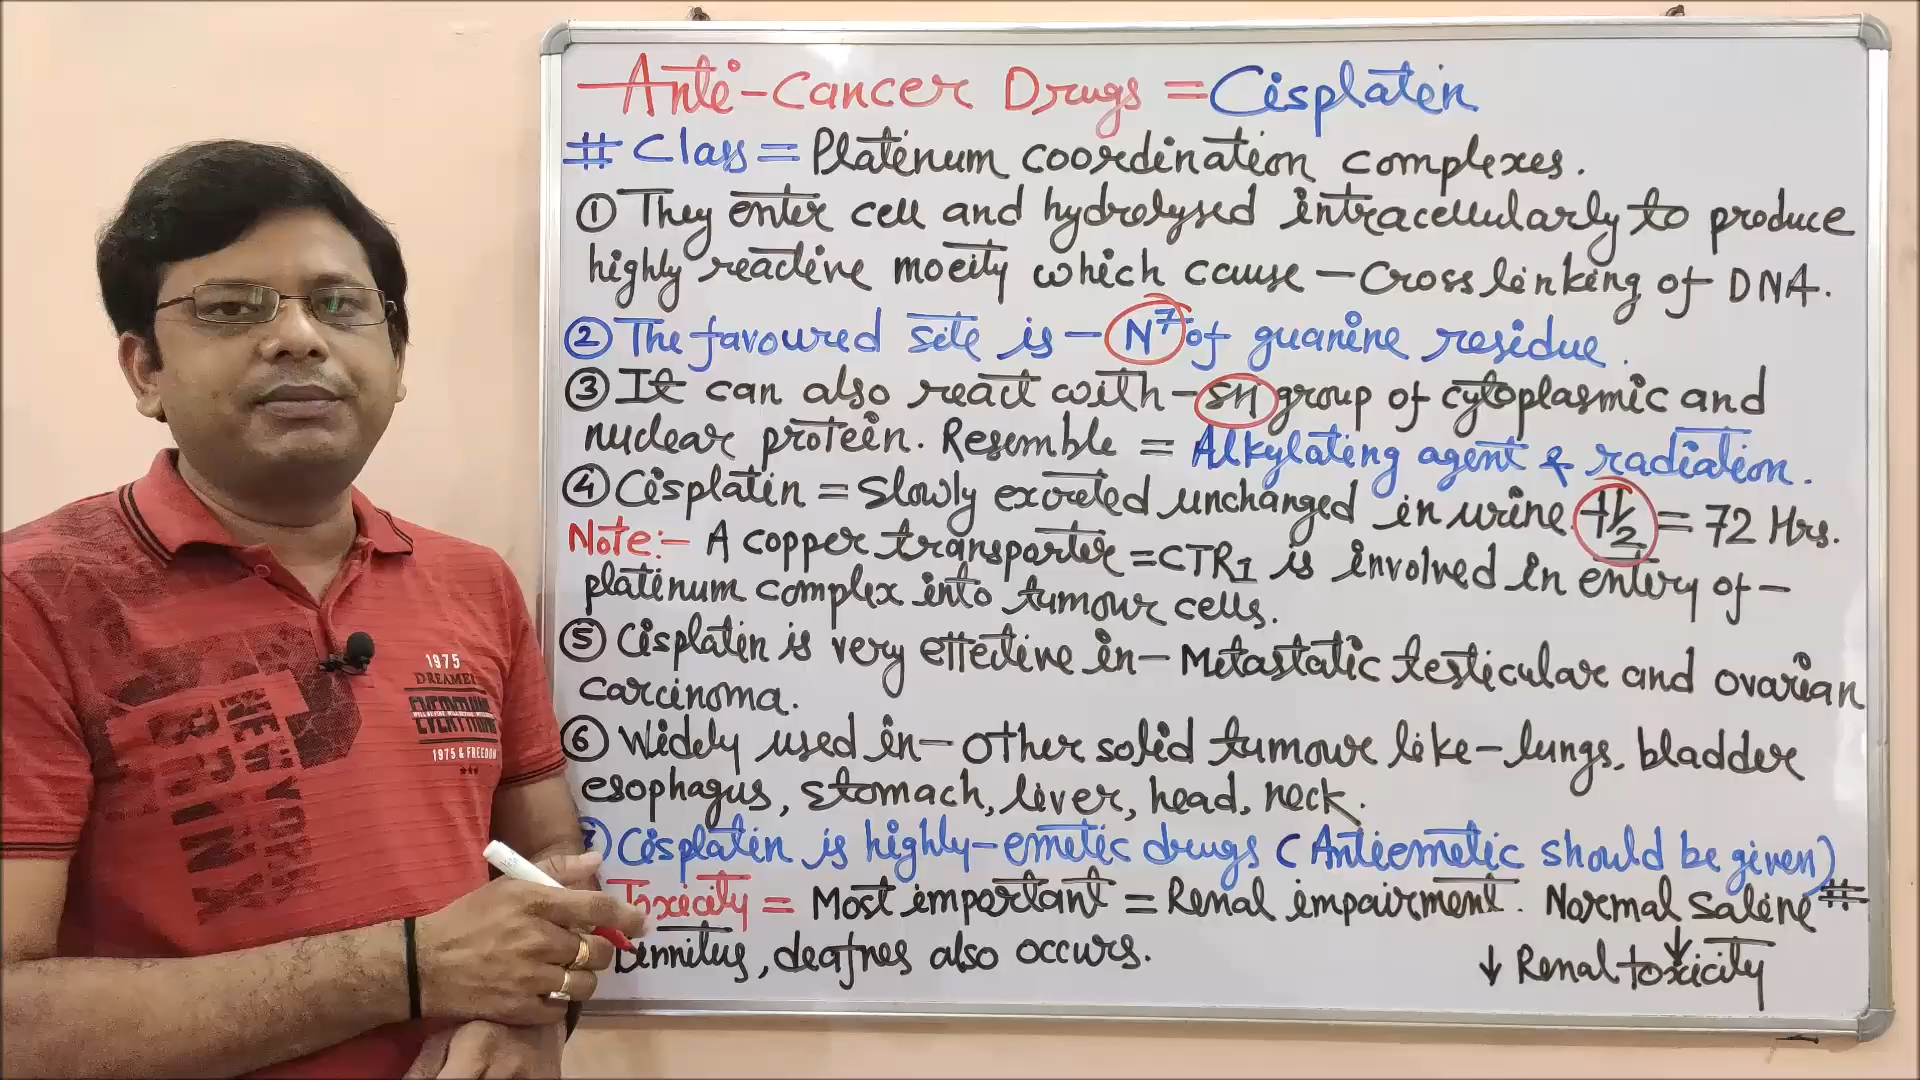 Anti-Cancer Drugs = Cisplatin
# Class = Platinum coordination complexes.
① They enter cell and hydrolysed intracellularly to produce
highly reactive moeity which cause - Cross linking of DNA.
② The favoured site is - N7 of guanine residue.
③ It can also react with - SH group of cytoplasmic and
nuclear protein. Resemble = Alkylating agent & radiation.
④ Cisplatin = Slowly excreted unchanged in urine. t1/2 = 72 Hrs.
Note:- A copper transporter = CTR1 is involved in entery of -
platinum complex into tumour cells.
⑤ Cisplatin is very effective in - Metastatic testicular and ovarian
carcinoma.
⑥ Widely used in - other solid tumour like - lungs, bladder
esophagus, stomach, liver, head, neck.
Cisplatin is highly-emetic drugs (Antiemetic should be given)
Toxicity = Most important = Renal impairment. Normal Saline #
Tinnitus, deafnes also occurs.
↓
↓ Renal toxicity
1975
DREAMER
EVERYTHING
1975 & FREEDOM